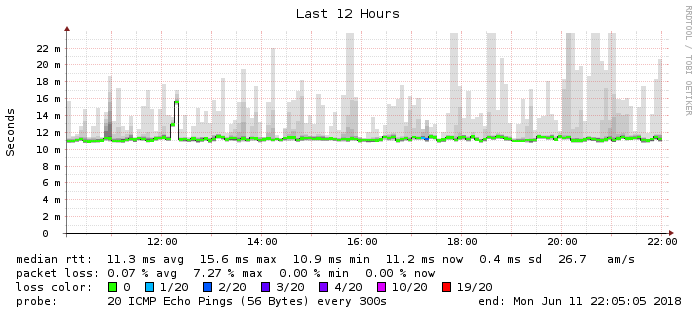 Last 12 Hours
RRDTOOL / TOBI OETIKER
Seconds
22 m
20 m
18 m
16 m
14 m
12 m
10 m
8 m
6 m
4 m
2 m
0
12:00 14:00 16:00 18:00 20:00 22:00
median rtt: 11.3 ms avg 15.6 ms max 10.9 ms min 11.2 ms now 0.4 ms sd 26.7 am/s
packet loss: 0.07 % avg 7.27 % max 0.00 % min 0.00 % now
loss color: 0 1/20 2/20 3/20 4/20 10/20 19/20
probe: 20 ICMP Echo Pings (56 Bytes) every 300s end: Mon Jun 11 22:05:05 2018